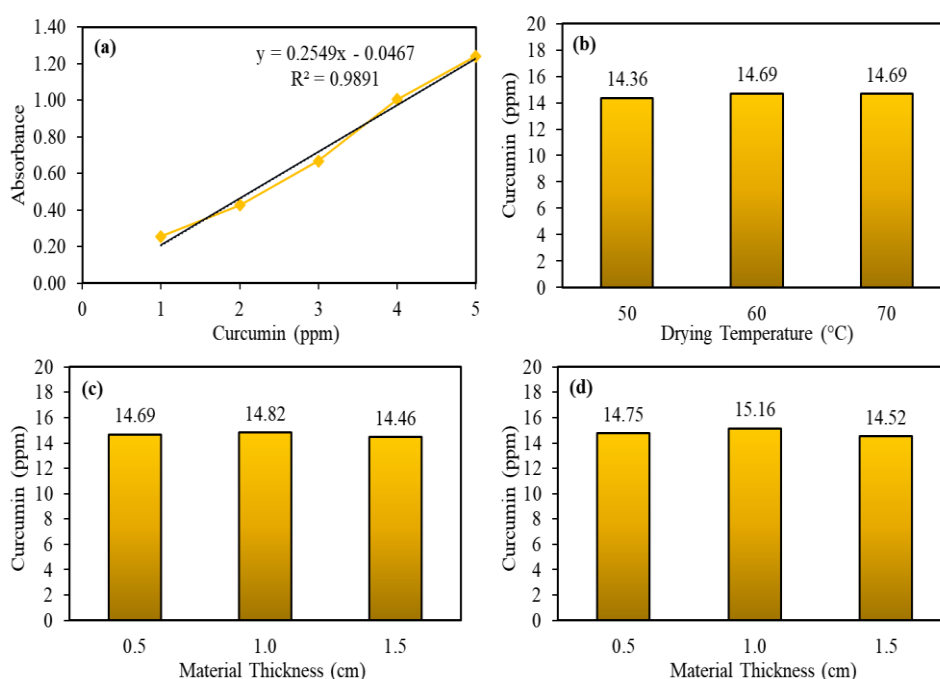 (a)
y = 0.2549x - 0.0467
R² = 0.9891
1.40
1.20
1.00
0.80
0.60
0.40
0.20
0.00
Absorbance
0 1 2 3 4 5
Curcumin (ppm)
(b)
20
18
16
14
12
10
8
6
4
2
0
Curcumin (ppm)
14.36 14.69 14.69
50 60 70
Drying Temperature (°C)
(c)
20
18
16
14
12
10
8
6
4
2
0
Curcumin (ppm)
14.69 14.82 14.46
0.5 1.0 1.5
Material Thickness (cm)
(d)
20
18
16
14
12
10
8
6
4
2
0
Curcumin (ppm)
14.75 15.16 14.52
0.5 1.0 1.5
Material Thickness (cm)